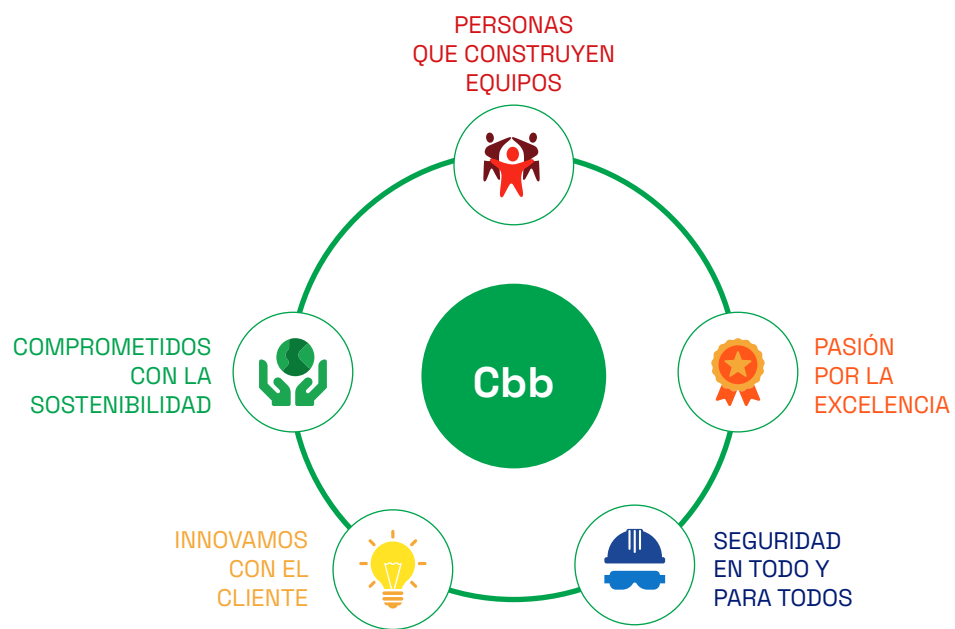 PERSONAS
QUE CONSTRUYEN
EQUIPOS
COMPROMETIDOS
CON LA
SOSTENIBILIDAD
Cbb
PASIÓN
POR LA
EXCELENCIA
INNOVAMOS
CON EL
CLIENTE
SEGURIDAD
EN TODO Y
PARA TODOS